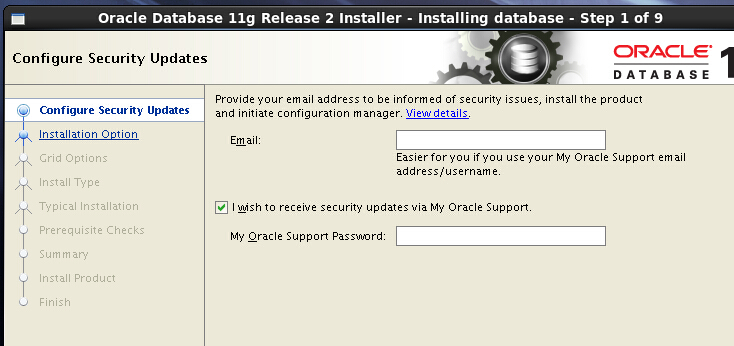 Oracle Database 11g Release 2 Installer - Installing database - Step 1 of 9
Configure Security Updates
ORACLE
DATABASE 1
Configure Security Updates
Installation Option
Grid Options
Install Type
Typical Installation
Prerequisite Checks
Summary
Install Product
Finish
Provide your email address to be informed of security issues, install the product
and initiate configuration manager. View details.
Email:
Easier for you if you use your My Oracle Support email
address/username.
I wish to receive security updates via My Oracle Support.
My Oracle Support Password: